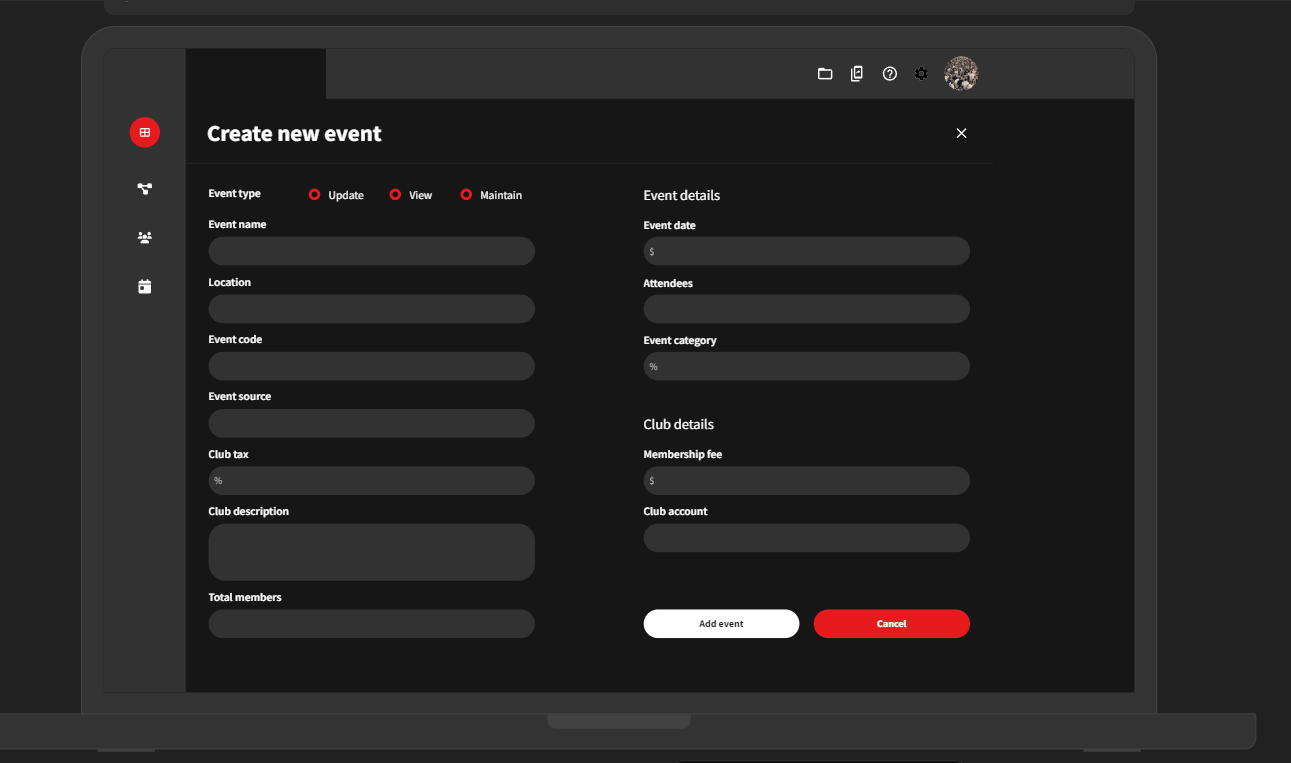 Create new event
Event type
Update
View
Maintain
Event name
Location
Event code
Event source
Club tax
%
Club description
Total members
Event details
Event date
$
Attendees
Event category
%
Club details
Membership fee
$
Club account
Add event
Cancel